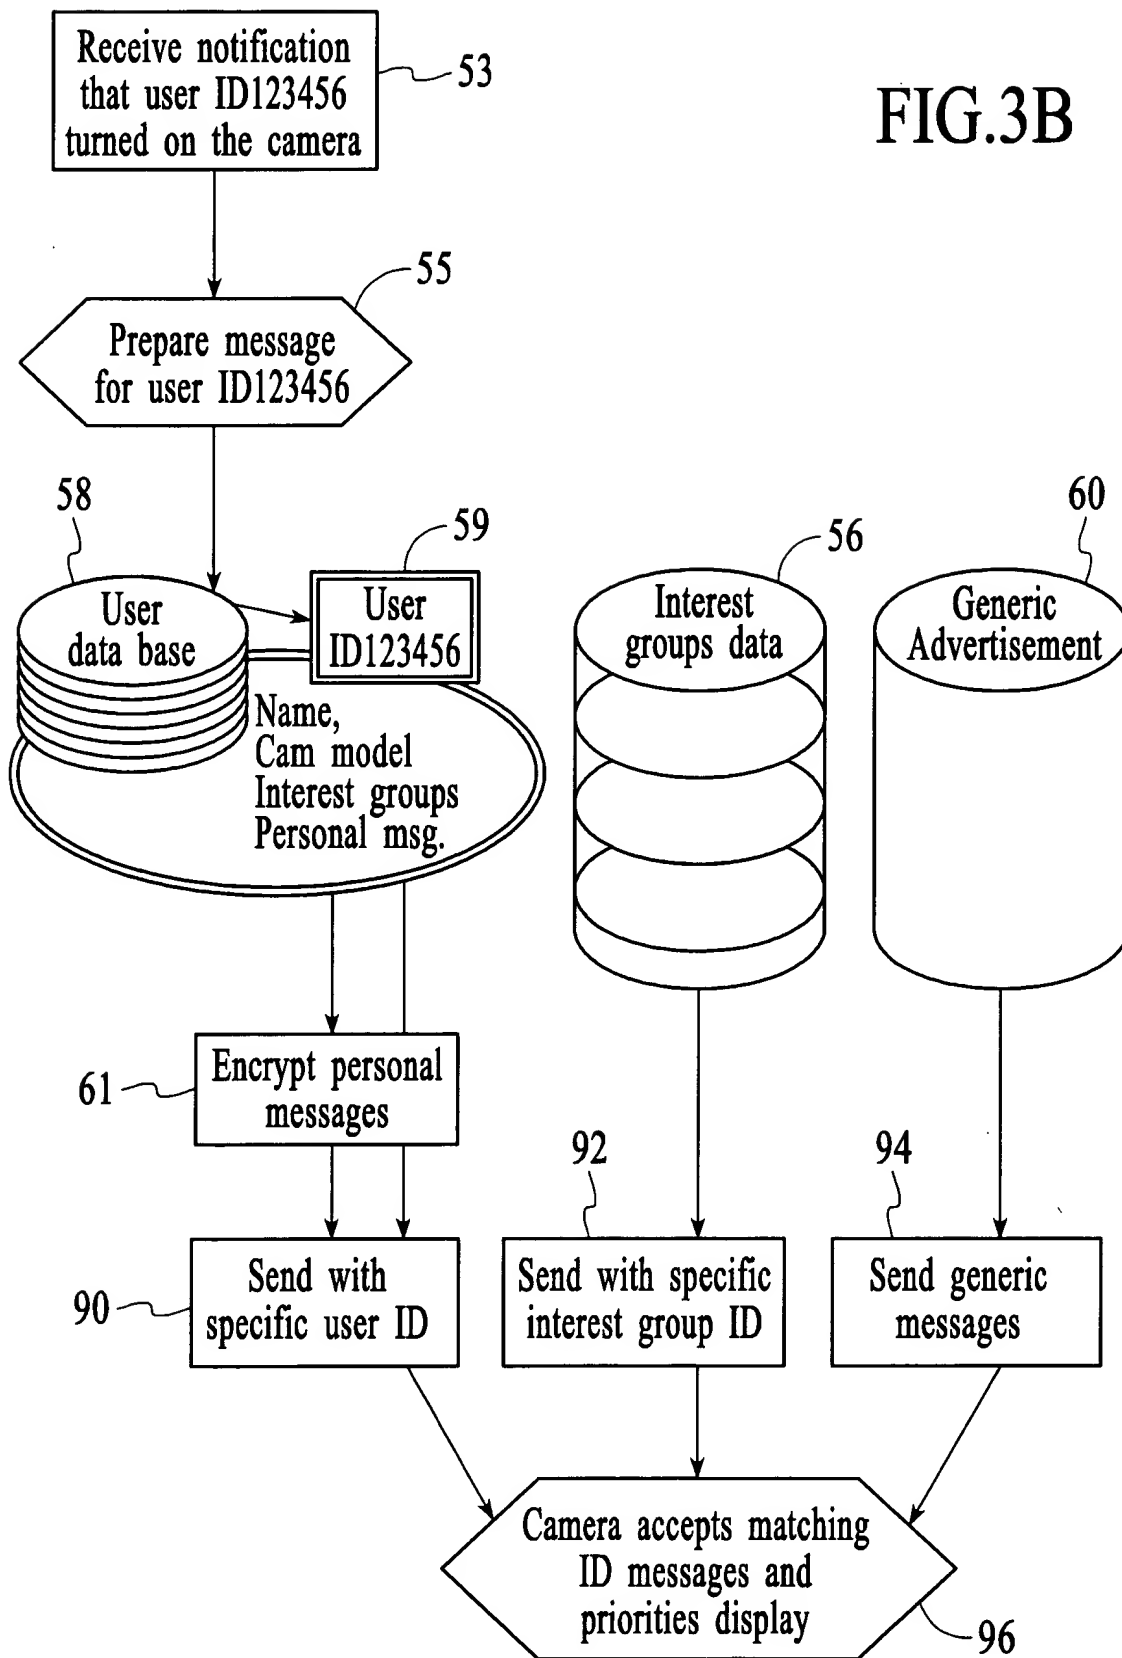 Receive notification
that user ID123456
turned on the camera
53
FIG.3B
55
Prepare message
for user ID123456
58
59
56
60
User
data base
User
ID123456
Interest
groups data
Generic
Advertisement
Name,
Cam model
Interest groups
Personal msg.
61
Encrypt personal
messages
92
94
90
Send with
specific user ID
Send with specific
interest group ID
Send generic
messages
Camera accepts matching
ID messages and
priorities display
96